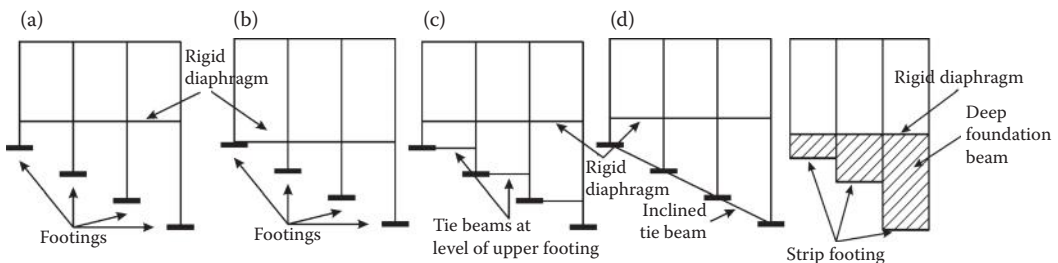 (a)
(b)
(c)
(d)
Rigid
diaphragm
Footings
Footings
Tie beams at
level of upper footing
Rigid
diaphragm
Inclined
tie beam
Rigid diaphragm
Deep
foundation
beam
Strip footing